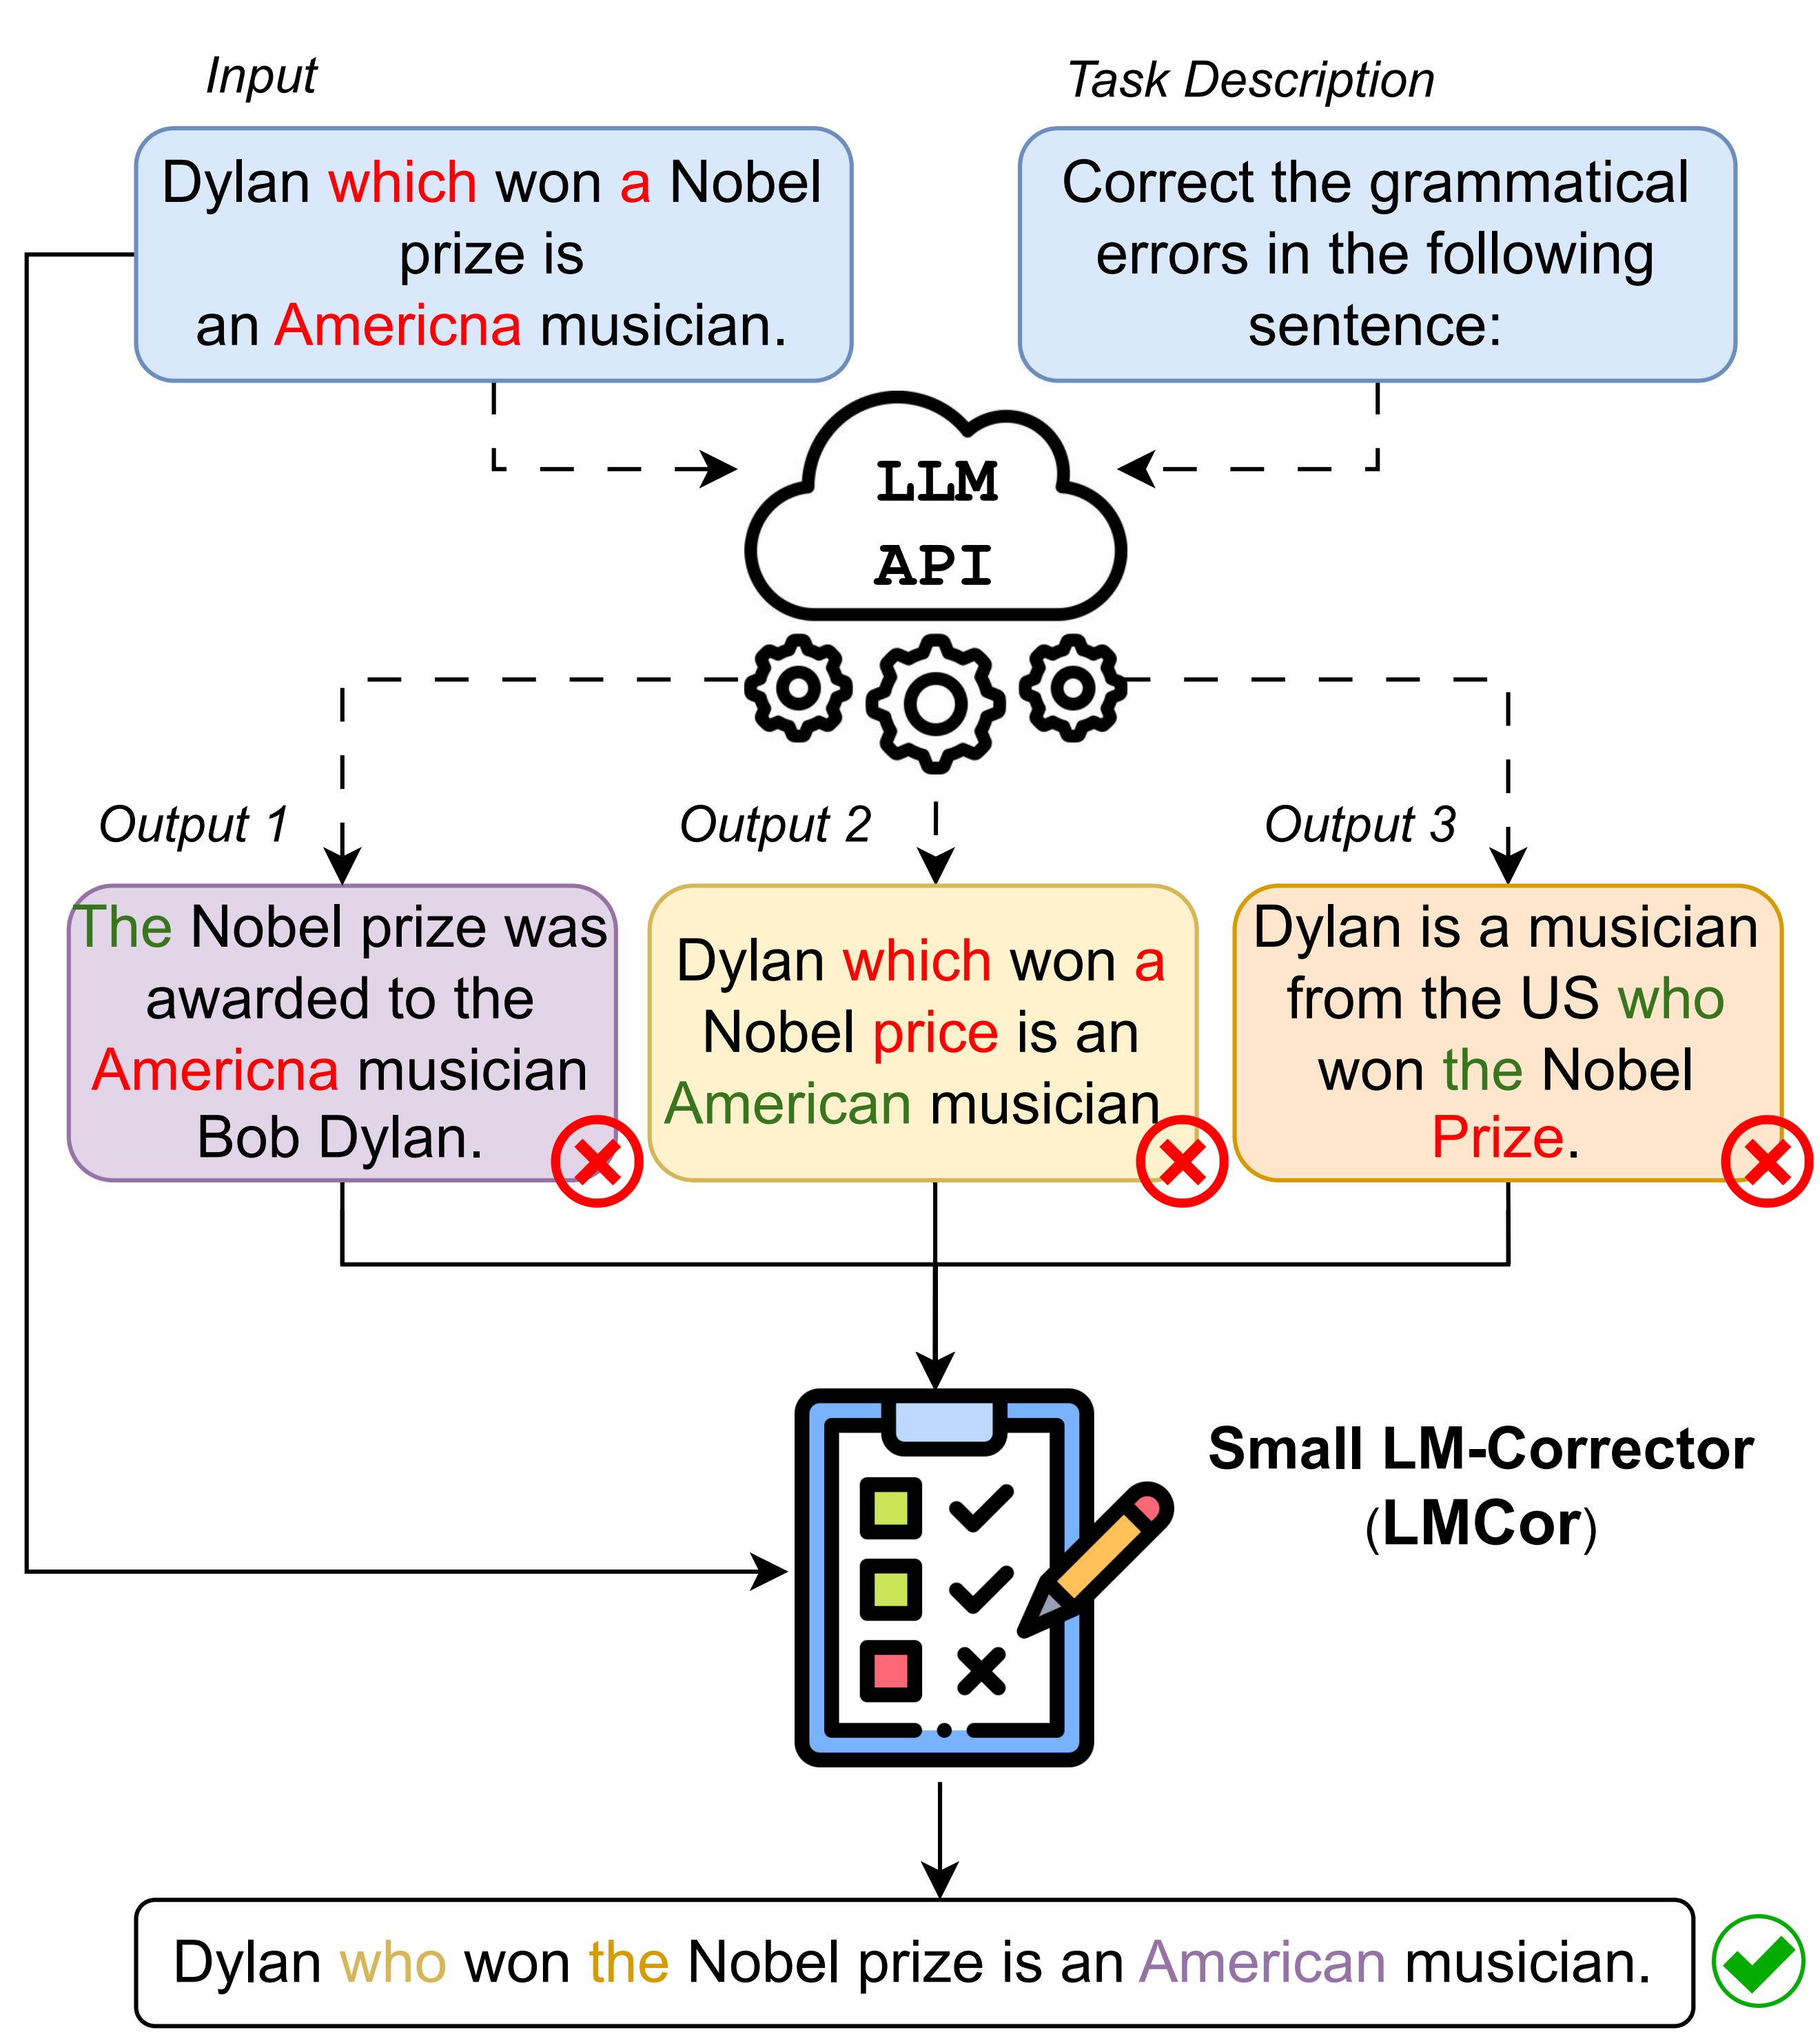 Input
Task Description
Dylan which won a Nobel
prize is
an Americna musician.
Correct the grammatical
errors in the following
sentence:
LLM
API
Output 1
Output 2
Output 3
The Nobel prize was
awarded to the
Americna musician
Bob Dylan.
Dylan which won a
Nobel price is an
American musician
Dylan is a musician
from the US who
won the Nobel
Prize.
Small LM-Corrector
(LMCor)
Dylan who won the Nobel prize is an American musician.